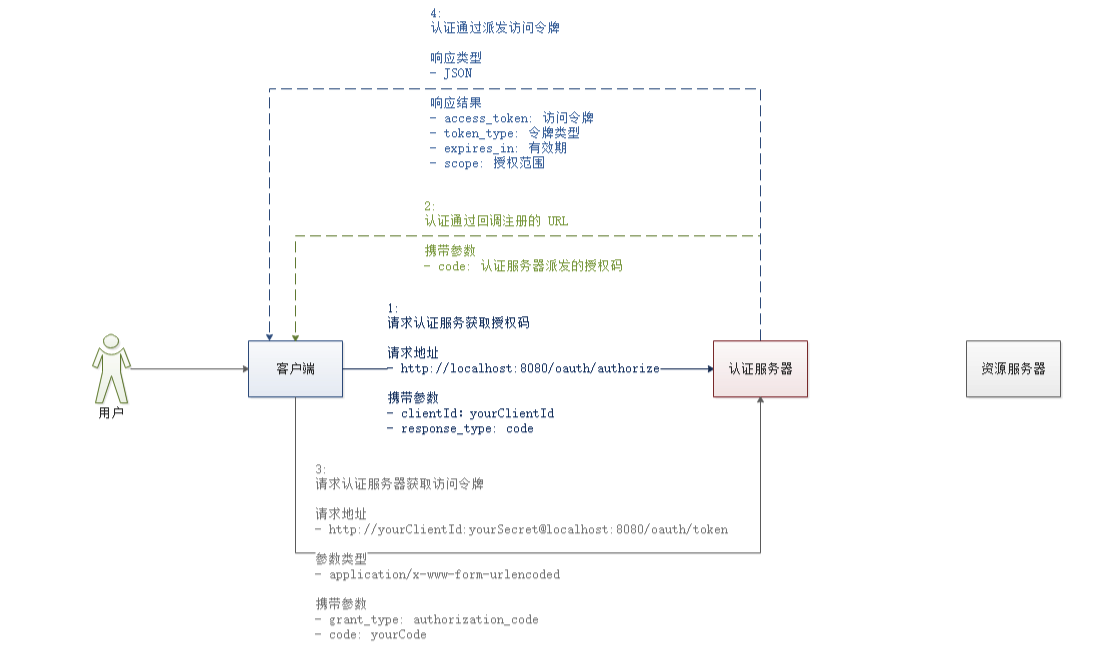 4:
认证通过派发访问令牌
响应类型
- JSON
响应结果
- access_token: 访问令牌
- token_type: 令牌类型
- expires_in: 有效期
- scope: 授权范围
2:
认证通过回调注册的 URL
携带参数
- code: 认证服务器派发的授权码
1:
请求认证服务获取授权码
请求地址
- http://localhost:8080/oauth/authorize
携带参数
- clientId: yourClientId
- response_type: code
用户
客户端
认证服务器
资源服务器
3:
请求认证服务器获取访问令牌
请求地址
- http://yourClientId:yourSecret@localhost:8080/oauth/token
参数类型
- application/x-www-form-urlencoded
携带参数
- grant_type: authorization_code
- code: yourCode